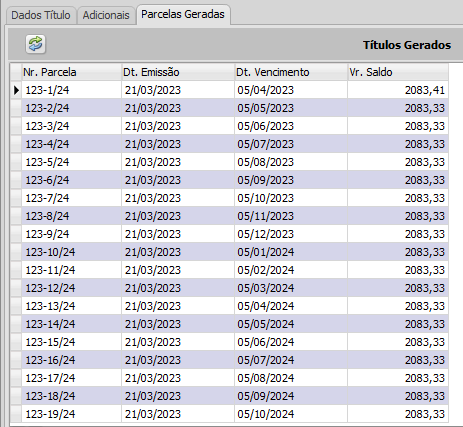 Dados Título Adicionais Parcelas Geradas
Títulos Gerados
Nr. Parcela Dt. Emissão Dt. Vencimento Vr. Saldo
123-1/24 21/03/2023 05/04/2023 2083,41
123-2/24 21/03/2023 05/05/2023 2083,33
123-3/24 21/03/2023 05/06/2023 2083,33
123-4/24 21/03/2023 05/07/2023 2083,33
123-5/24 21/03/2023 05/08/2023 2083,33
123-6/24 21/03/2023 05/09/2023 2083,33
123-7/24 21/03/2023 05/10/2023 2083,33
123-8/24 21/03/2023 05/11/2023 2083,33
123-9/24 21/03/2023 05/12/2023 2083,33
123-10/24 21/03/2023 05/01/2024 2083,33
123-11/24 21/03/2023 05/02/2024 2083,33
123-12/24 21/03/2023 05/03/2024 2083,33
123-13/24 21/03/2023 05/04/2024 2083,33
123-14/24 21/03/2023 05/05/2024 2083,33
123-15/24 21/03/2023 05/06/2024 2083,33
123-16/24 21/03/2023 05/07/2024 2083,33
123-17/24 21/03/2023 05/08/2024 2083,33
123-18/24 21/03/2023 05/09/2024 2083,33
123-19/24 21/03/2023 05/10/2024 2083,33